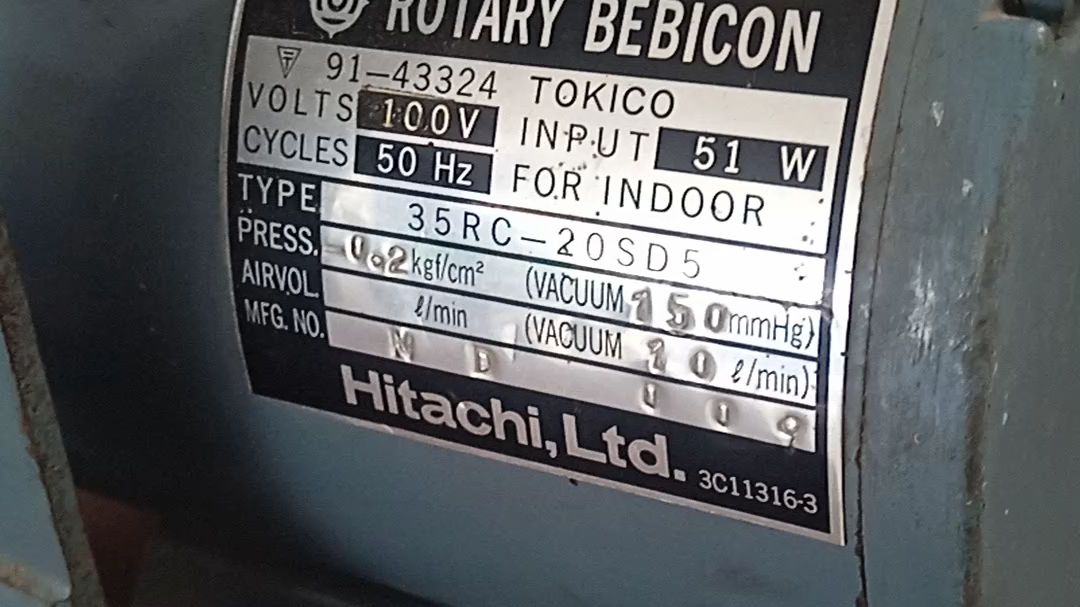 ROTARY BEBICON
91-43324 TOKICO
VOLTS 100V INPUT 51 W
CYCLES 50 Hz FOR INDOOR
TYPE 35RC-20SD5
PRESS. 0.2 kgf/cm² (VACUUM 150 mmHg)
AIRVOL. ℓ/min (VACUUM 20 ℓ/min)
MFG. NO.
Hitachi, Ltd. 3C11316-3